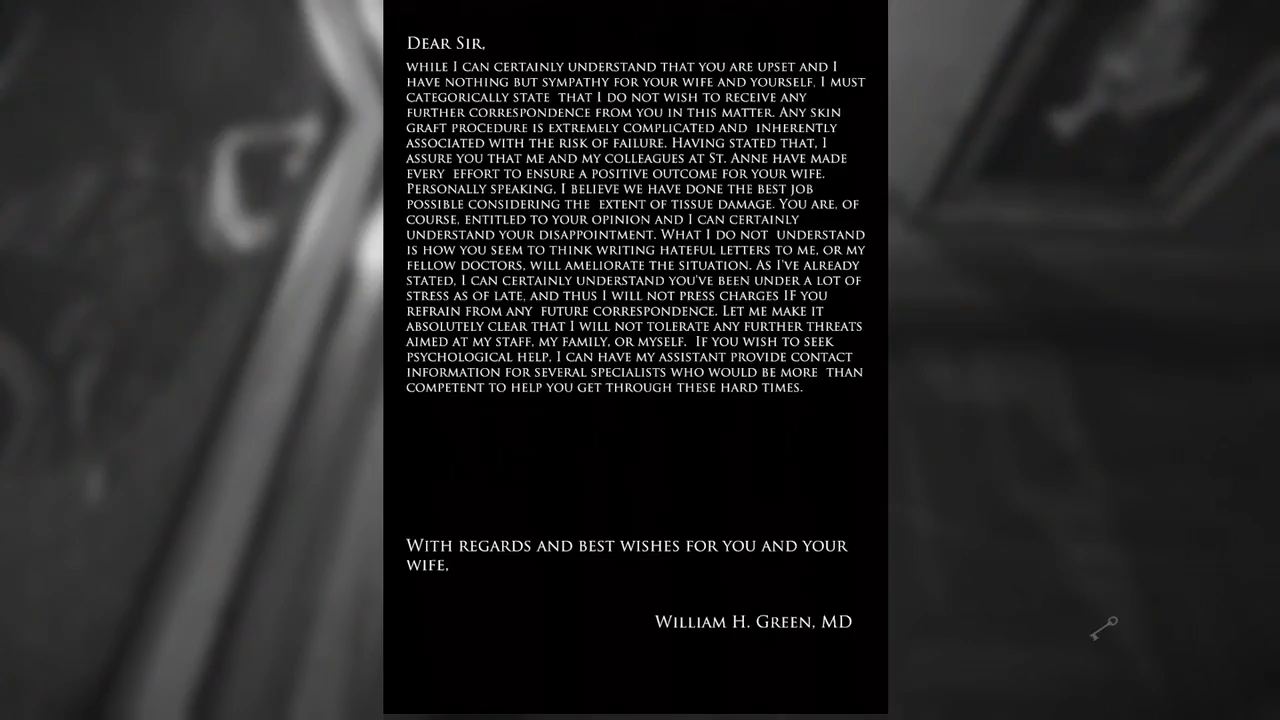 Dear Sir,
while I can certainly understand that you are upset and I
have nothing but sympathy for your wife and yourself, I must
categorically state that I do not wish to receive any
further correspondence from you in this matter. Any skin
graft procedure is extremely complicated and inherently
associated with the risk of failure. Having stated that, I
assure you that me and my colleagues at St. Anne have made
every effort to ensure a positive outcome for your wife.
Personally speaking, I believe we have done the best job
possible considering the extent of tissue damage. You are, of
course, entitled to your opinion and I can certainly
understand your disappointment. What I do not understand
is how you seem to think writing hateful letters to me, or my
fellow doctors, will ameliorate the situation. As I've already
stated, I can certainly understand you've been under a lot of
stress as of late, and thus I will not press charges IF you
refrain from any future correspondence. Let me make it
absolutely clear that I will not tolerate any further threats
aimed at my staff, my family, or myself. If you wish to seek
psychological help, I can have my assistant provide contact
information for several specialists who would be more than
competent to help you get through these hard times.
With regards and best wishes for you and your
wife,
William H. Green, MD